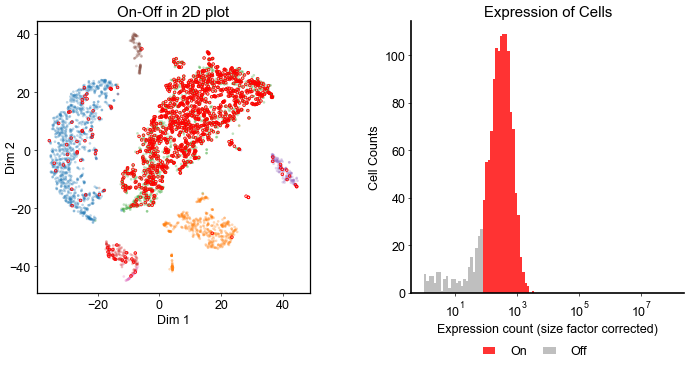 On-Off in 2D plot
Expression of Cells
40
20
0
−20
−40
Dim 2
−20 0 20 40
Dim 1
100
80
60
40
20
0
Cell Counts
10^1 10^3 10^5 10^7
Expression count (size factor corrected)
On Off